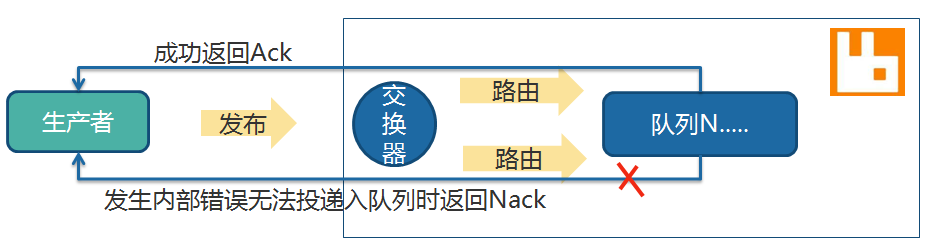 成功返回Ack
生产者
发布
交换器
路由
路由
队列N.....
发生内部错误无法投递入队列时返回Nack